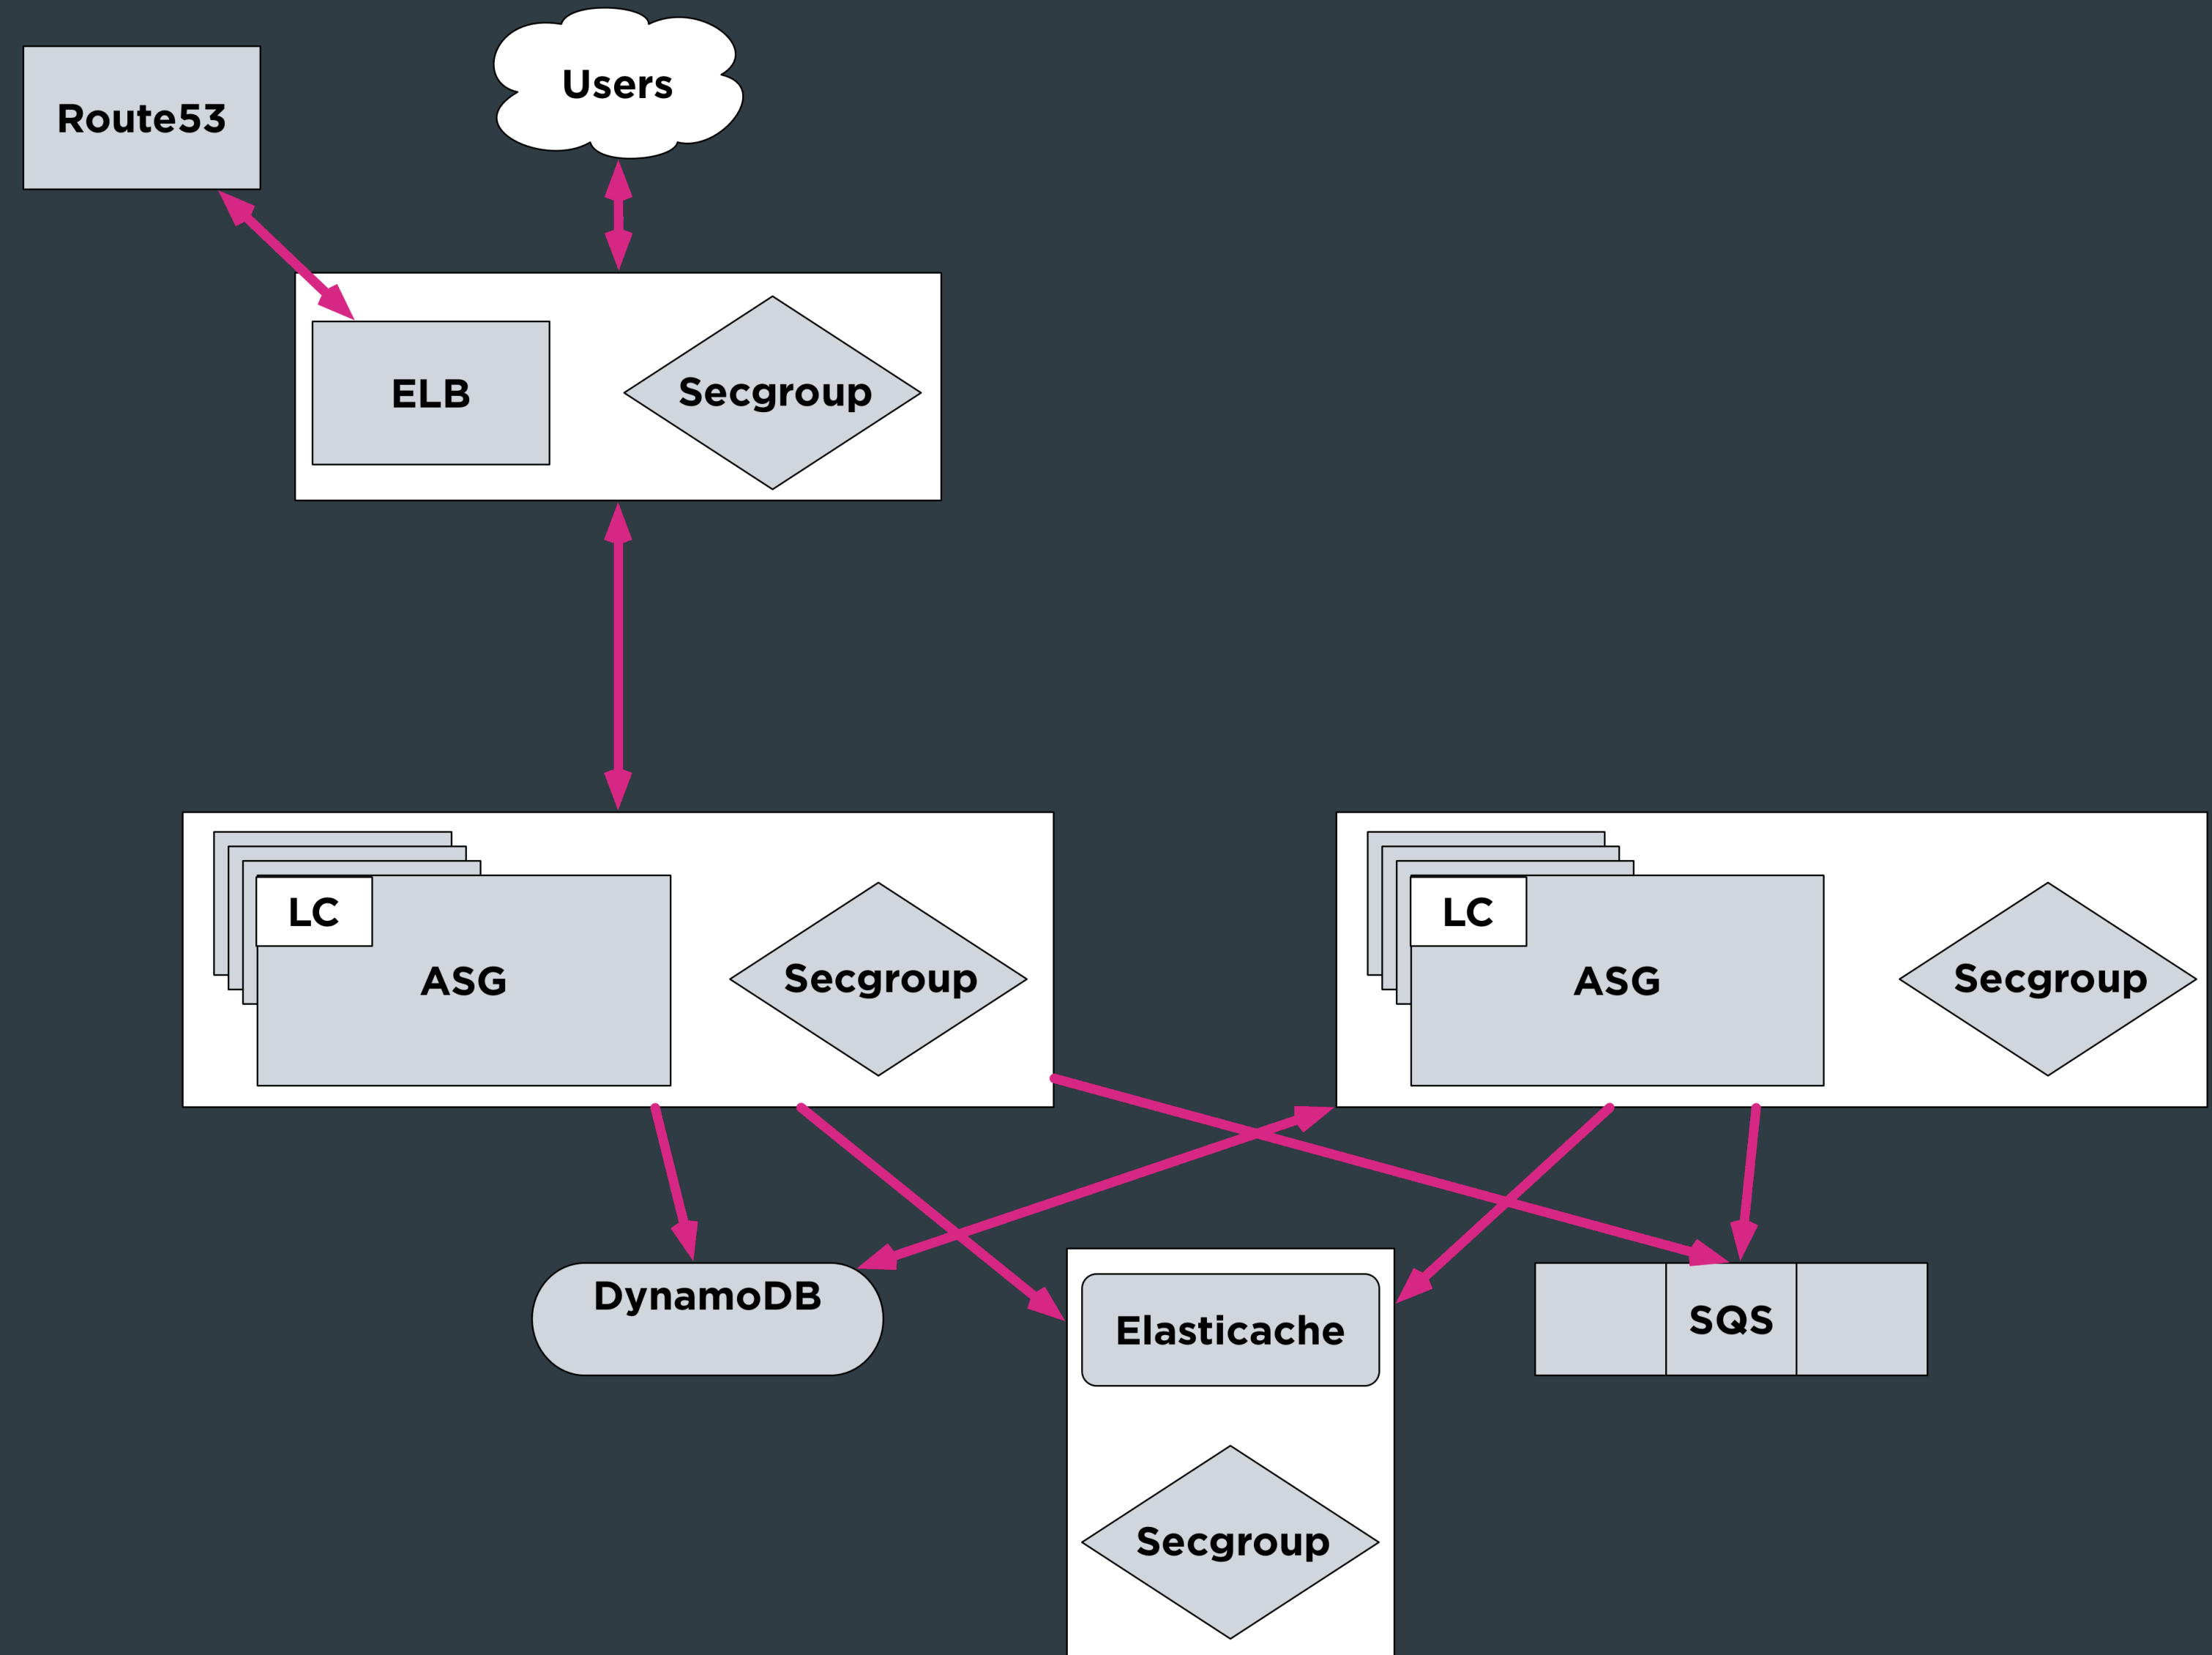 Users
Route53
ELB
Secgroup
LC
ASG
Secgroup
LC
ASG
Secgroup
DynamoDB
Elasticache
SQS
Secgroup